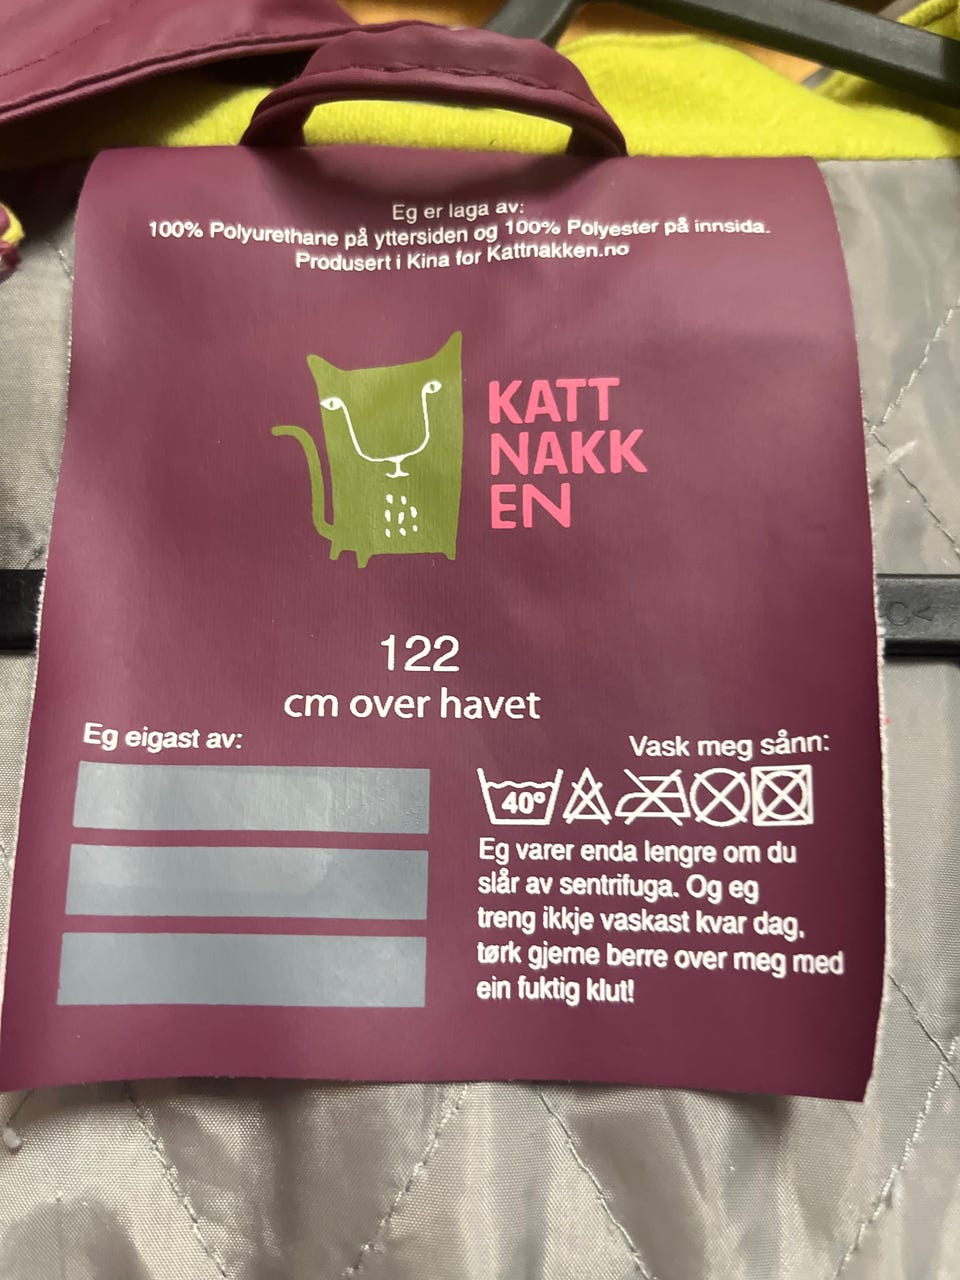 Eg er laga av:
100% Polyurethane på yttersiden og 100% Polyester på innsida.
Produsert i Kina for Kattnakken.no
KATT
NAKK
EN
122
cm over havet
Eg eigast av:
Vask meg sånn:
40°
Eg varer enda lengre om du
slår av sentrifuga. Og eg
treng ikkje vaskast kvar dag,
tørk gjerne berre over meg med
ein fuktig klut!